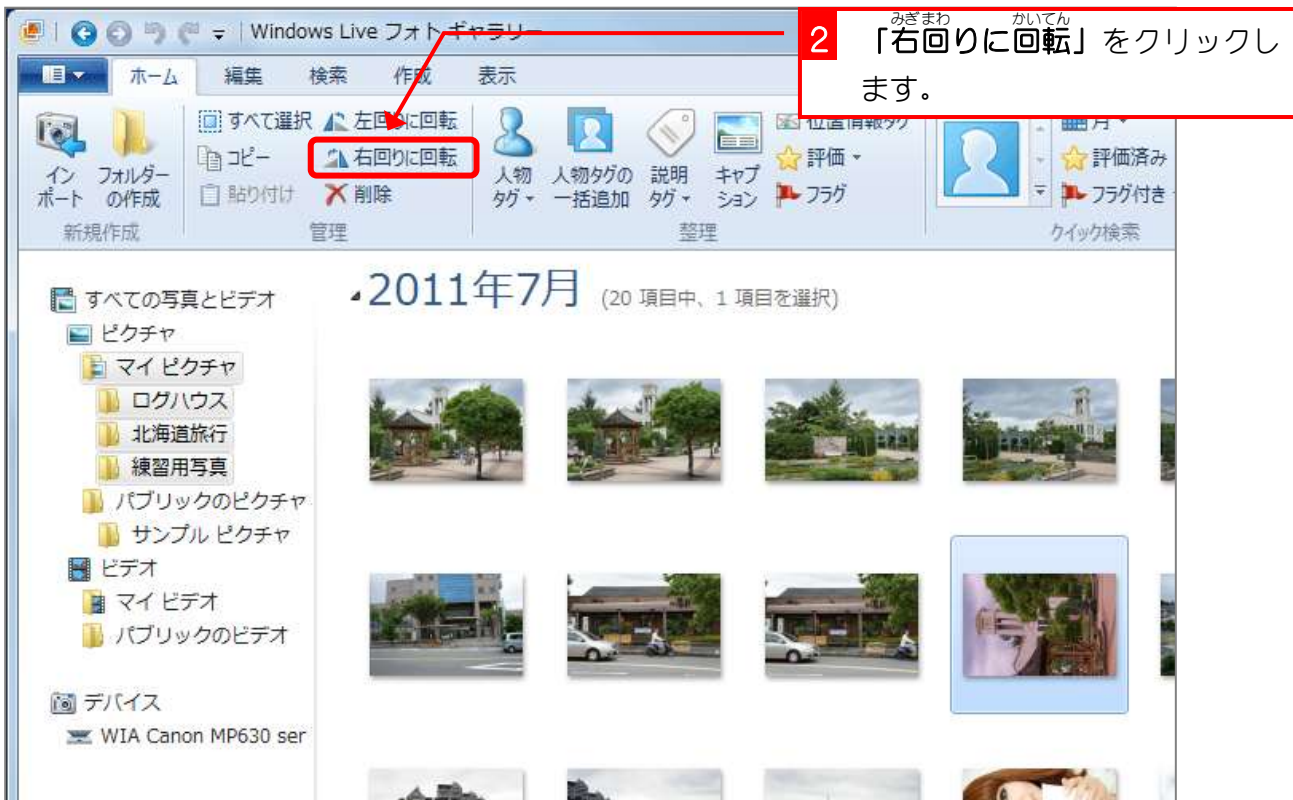 Windows Live フォト ギャラリー
2
みぎまわ かいてん
「右回りに回転」をクリックし
ます。
ホーム 編集 検索 作成 表示
すべて選択 左回りに回転
コピー 右回りに回転
貼り付け 削除
イン
ポート
フォルダー
の作成
人物
タグ
人物タグの
一括追加
説明
タグ
キャプ
ション
位置情報タグ
評価
フラグ
月
評価済み
フラグ付き
新規作成 管理 整理 クイック検索
すべての写真とビデオ
ピクチャ
マイ ピクチャ
ログハウス
北海道旅行
練習用写真
パブリックのピクチャ
サンプル ピクチャ
ビデオ
マイ ビデオ
パブリックのビデオ
デバイス
WIA Canon MP630 ser
2011年7月 (20 項目中、1 項目を選択)